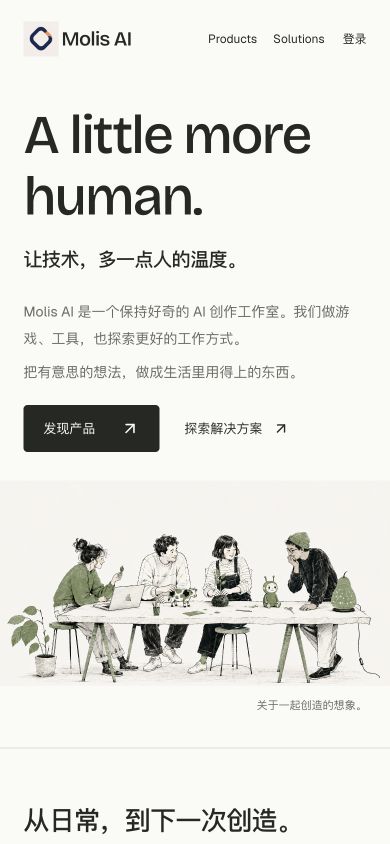 Molis AI
Products Solutions 登录
A little more
human.
让技术，多一点人的温度。
Molis AI 是一个保持好奇的 AI 创作工作室。我们做游
戏、工具，也探索更好的工作方式。
把有意思的想法，做成生活里用得上的东西。
发现产品
探索解决方案
关于一起创造的想象。
从日常，到下一次创造。